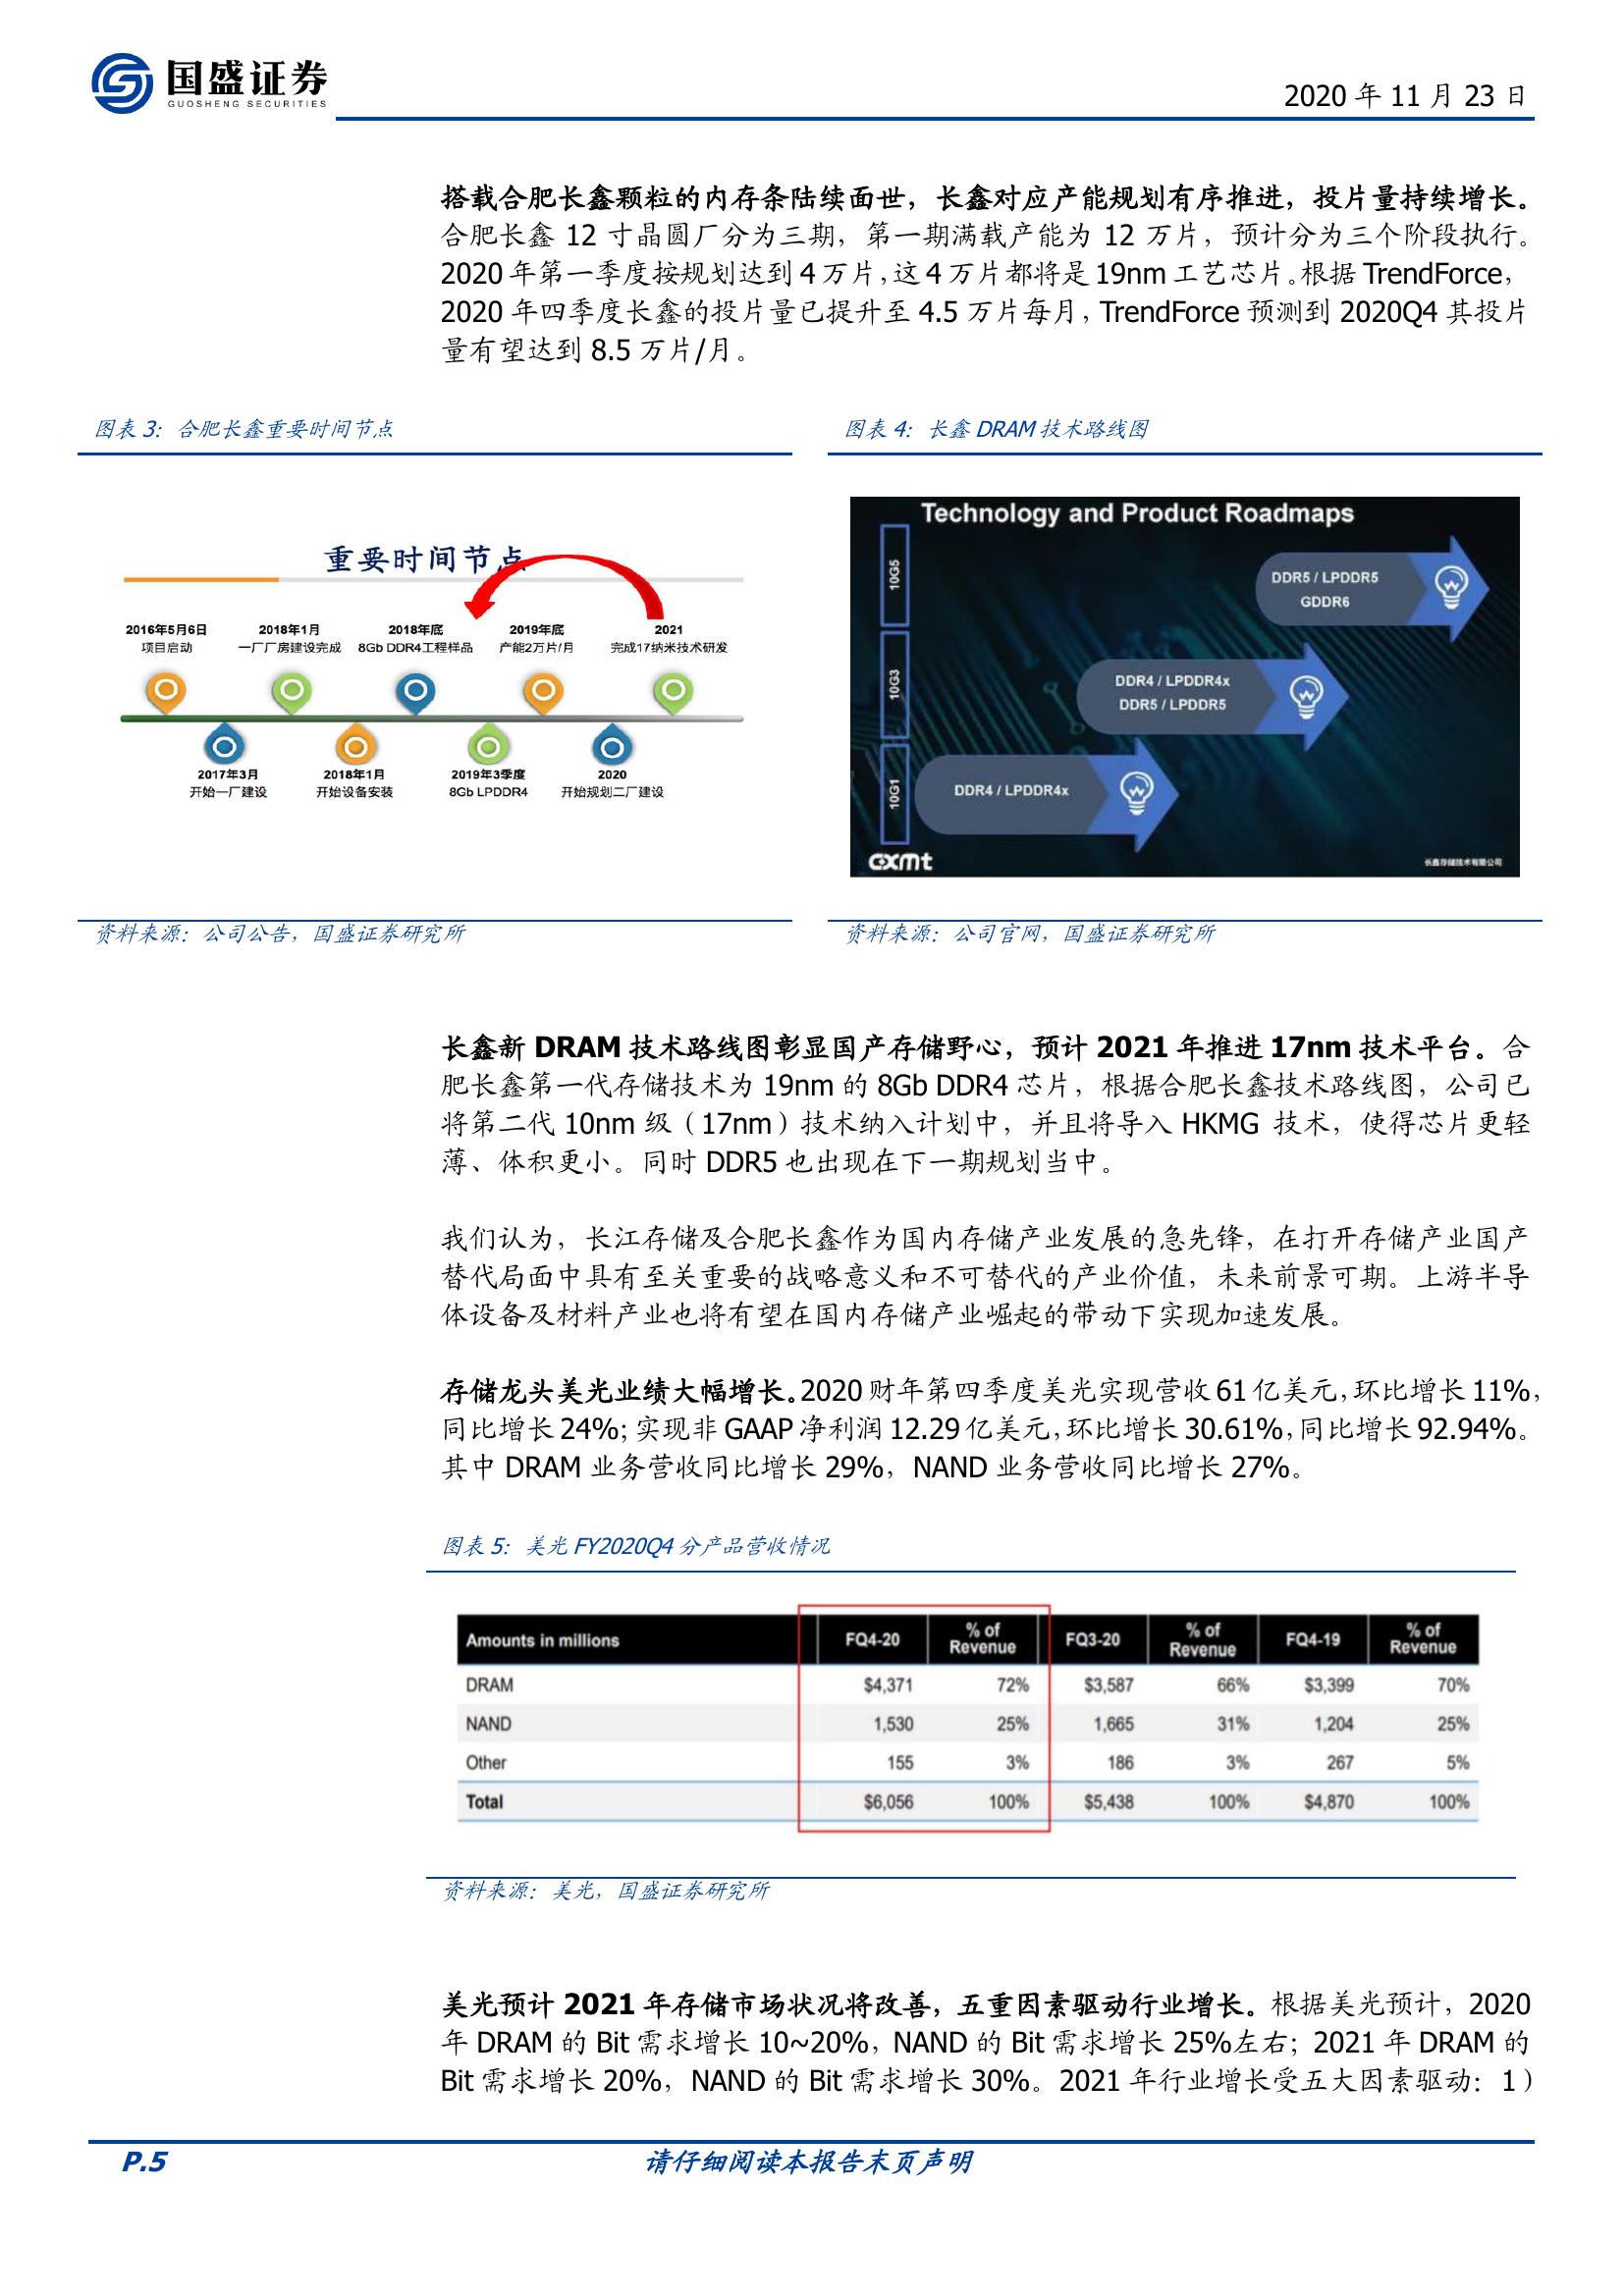 国盛证券
GUOSHENG SECURITIES
2020 年 11 月 23 日
搭载合肥长鑫颗粒的内存条陆续面世，长鑫对应产能规划有序推进，投片量持续增长。
合肥长鑫 12 寸晶圆厂分为三期，第一期满载产能为 12 万片，预计分为三个阶段执行。
2020 年第一季度按规划达到 4 万片，这 4 万片都将是 19nm 工艺芯片。根据 TrendForce，
2020 年四季度长鑫的投片量已提升至 4.5 万片每月，TrendForce 预测到 2020Q4 其投片
量有望达到 8.5 万片/月。
图表 3：合肥长鑫重要时间节点
重要时间节点
2016年5月6日
项目启动
2018年1月
一厂厂房建设完成
2018年底
8Gb DDR4工程样品
2019年底
产能2万片/月
2021
完成17纳米技术研发
2017年3月
开始一厂建设
2018年1月
开始设备安装
2019年3季度
8Gb LPDDR4
2020
开始规划二厂建设
资料来源：公司公告，国盛证券研究所
图表 4：长鑫 DRAM 技术路线图
Technology and Product Roadmaps
10G5
DDR5 / LPDDR5
GDDR6
10G3
DDR4 / LPDDR4x
DDR5 / LPDDR5
10G1
DDR4 / LPDDR4x
cxmt
长鑫存储技术有限公司
资料来源：公司官网，国盛证券研究所
长鑫新 DRAM 技术路线图彰显国产存储野心，预计 2021 年推进 17nm 技术平台。合
肥长鑫第一代存储技术为 19nm 的 8Gb DDR4 芯片，根据合肥长鑫技术路线图，公司已
将第二代 10nm 级（17nm）技术纳入计划中，并且将导入 HKMG 技术，使得芯片更轻
薄、体积更小。同时 DDR5 也出现在下一期规划当中。
我们认为，长江存储及合肥长鑫作为国内存储产业发展的急先锋，在打开存储产业国产
替代局面中具有至关重要的战略意义和不可替代的产业价值，未来前景可期。上游半导
体设备及材料产业也将有望在国内存储产业崛起的带动下实现加速发展。
存储龙头美光业绩大幅增长。2020 财年第四季度美光实现营收 61 亿美元，环比增长 11%，
同比增长 24%；实现非 GAAP 净利润 12.29 亿美元，环比增长 30.61%，同比增长 92.94%。
其中 DRAM 业务营收同比增长 29%，NAND 业务营收同比增长 27%。
图表 5：美光 FY2020Q4 分产品营收情况
Amounts in millions FQ4-20 % of Revenue FQ3-20 % of Revenue FQ4-19 % of Revenue
DRAM $4,371 72% $3,587 66% $3,399 70%
NAND 1,530 25% 1,665 31% 1,204 25%
Other 155 3% 186 3% 267 5%
Total $6,056 100% $5,438 100% $4,870 100%
资料来源：美光，国盛证券研究所
美光预计 2021 年存储市场状况将改善，五重因素驱动行业增长。根据美光预计，2020
年 DRAM 的 Bit 需求增长 10~20%，NAND 的 Bit 需求增长 25%左右；2021 年 DRAM 的
Bit 需求增长 20%，NAND 的 Bit 需求增长 30%。2021 年行业增长受五大因素驱动：1）
P.5
请仔细阅读本报告末页声明